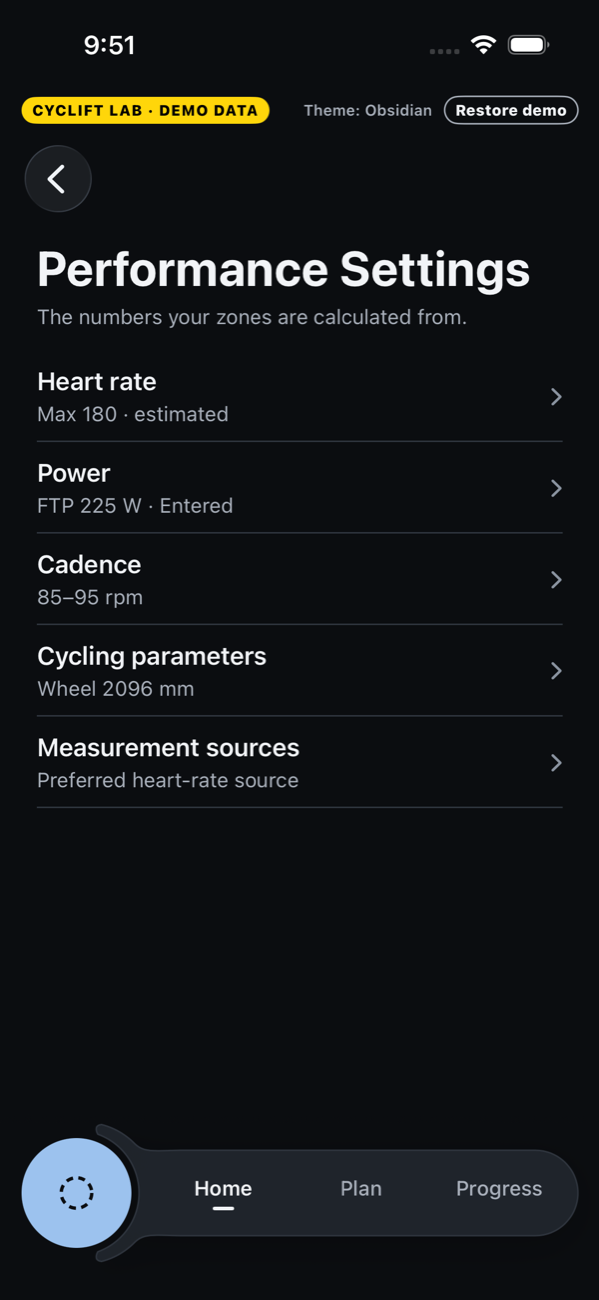 9:51
CYCLIFT LAB · DEMO DATA
Theme: Obsidian
Restore demo
Performance Settings
The numbers your zones are calculated from.
Heart rate
Max 180 · estimated
Power
FTP 225 W · Entered
Cadence
85–95 rpm
Cycling parameters
Wheel 2096 mm
Measurement sources
Preferred heart-rate source
Home
Plan
Progress